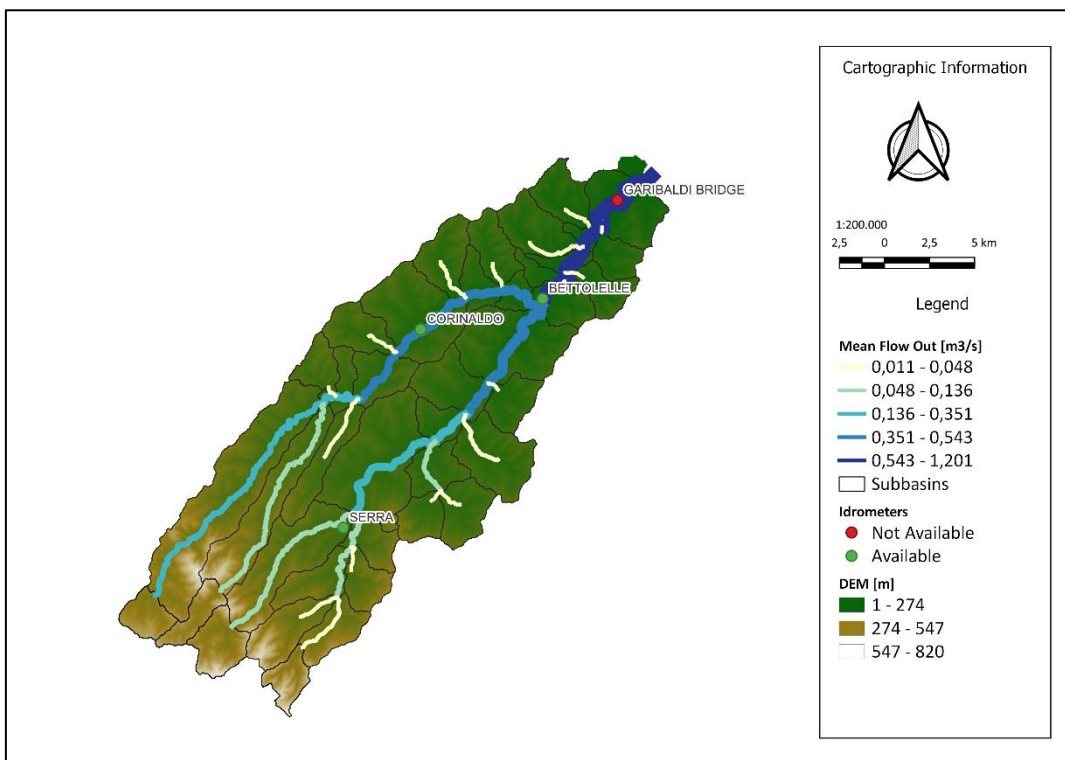 GARIBALDI BRIDGE
BETTOLELLE
CORINALDO
SERRA
Cartographic Information
1:200.000
2,5 0 2,5 5 km
Legend
Mean Flow Out [m3/s]
0,011 - 0,048
0,048 - 0,136
0,136 - 0,351
0,351 - 0,543
0,543 - 1,201
Subbasins
Idrometers
Not Available
Available
DEM [m]
1 - 274
274 - 547
547 - 820